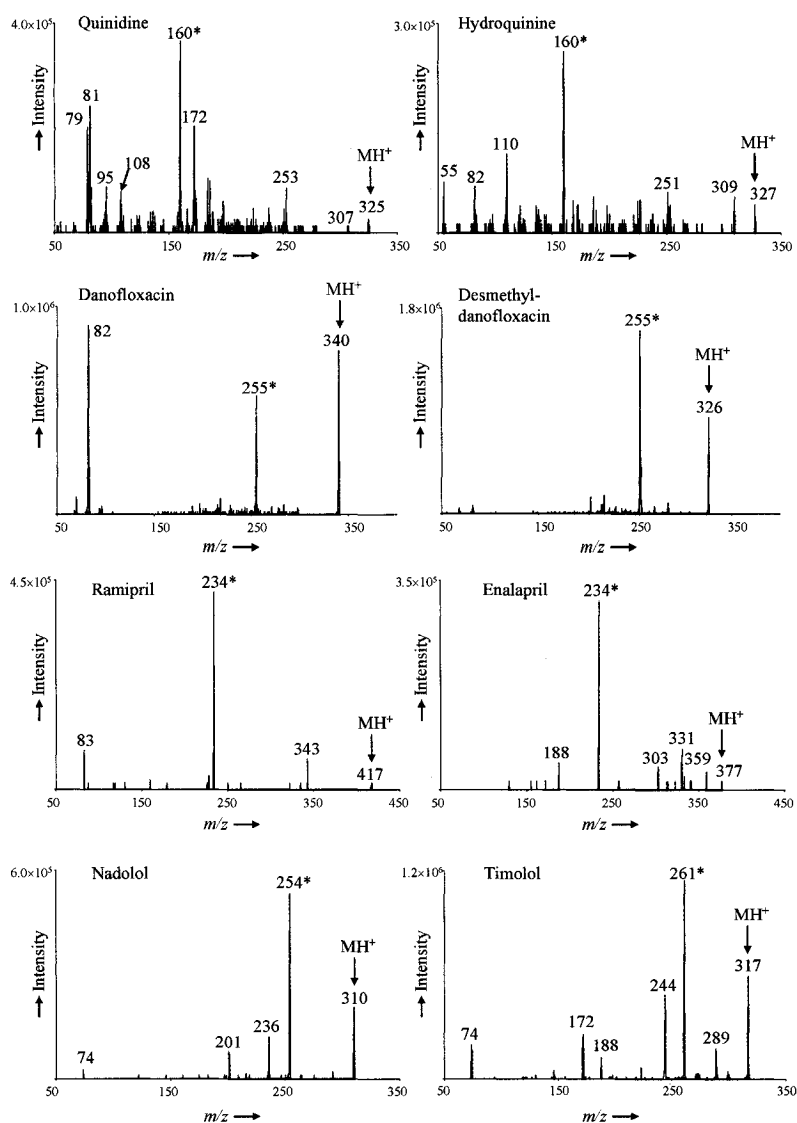 Quinidine
4.0×10⁵
Intensity
160*
81
79
172
108
95
253
MH⁺
325
307
50
150
250
350
m/z
Hydroquinine
3.0×10⁵
Intensity
160*
110
55
82
251
309
MH⁺
327
50
150
250
350
m/z
Danofloxacin
1.0×10⁶
Intensity
82
255*
MH⁺
340
50
150
250
350
m/z
Desmethyl-
danofloxacin
1.8×10⁶
Intensity
255*
MH⁺
326
50
150
250
350
m/z
Ramipril
4.5×10⁵
Intensity
234*
83
343
MH⁺
417
50
150
250
350
450
m/z
Enalapril
3.5×10⁵
Intensity
234*
188
303
331
359
MH⁺
377
50
150
250
350
450
m/z
Nadolol
6.0×10⁵
Intensity
254*
MH⁺
310
236
201
74
50
150
250
350
m/z
Timolol
1.2×10⁶
Intensity
261*
MH⁺
317
244
172
188
74
289
50
150
250
350
m/z